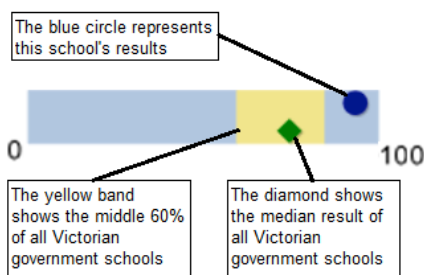 The blue circle represents
this school's results
0
100
The yellow band
shows the middle 60%
of all Victorian
government schools
The diamond shows
the median result of
all Victorian
government schools